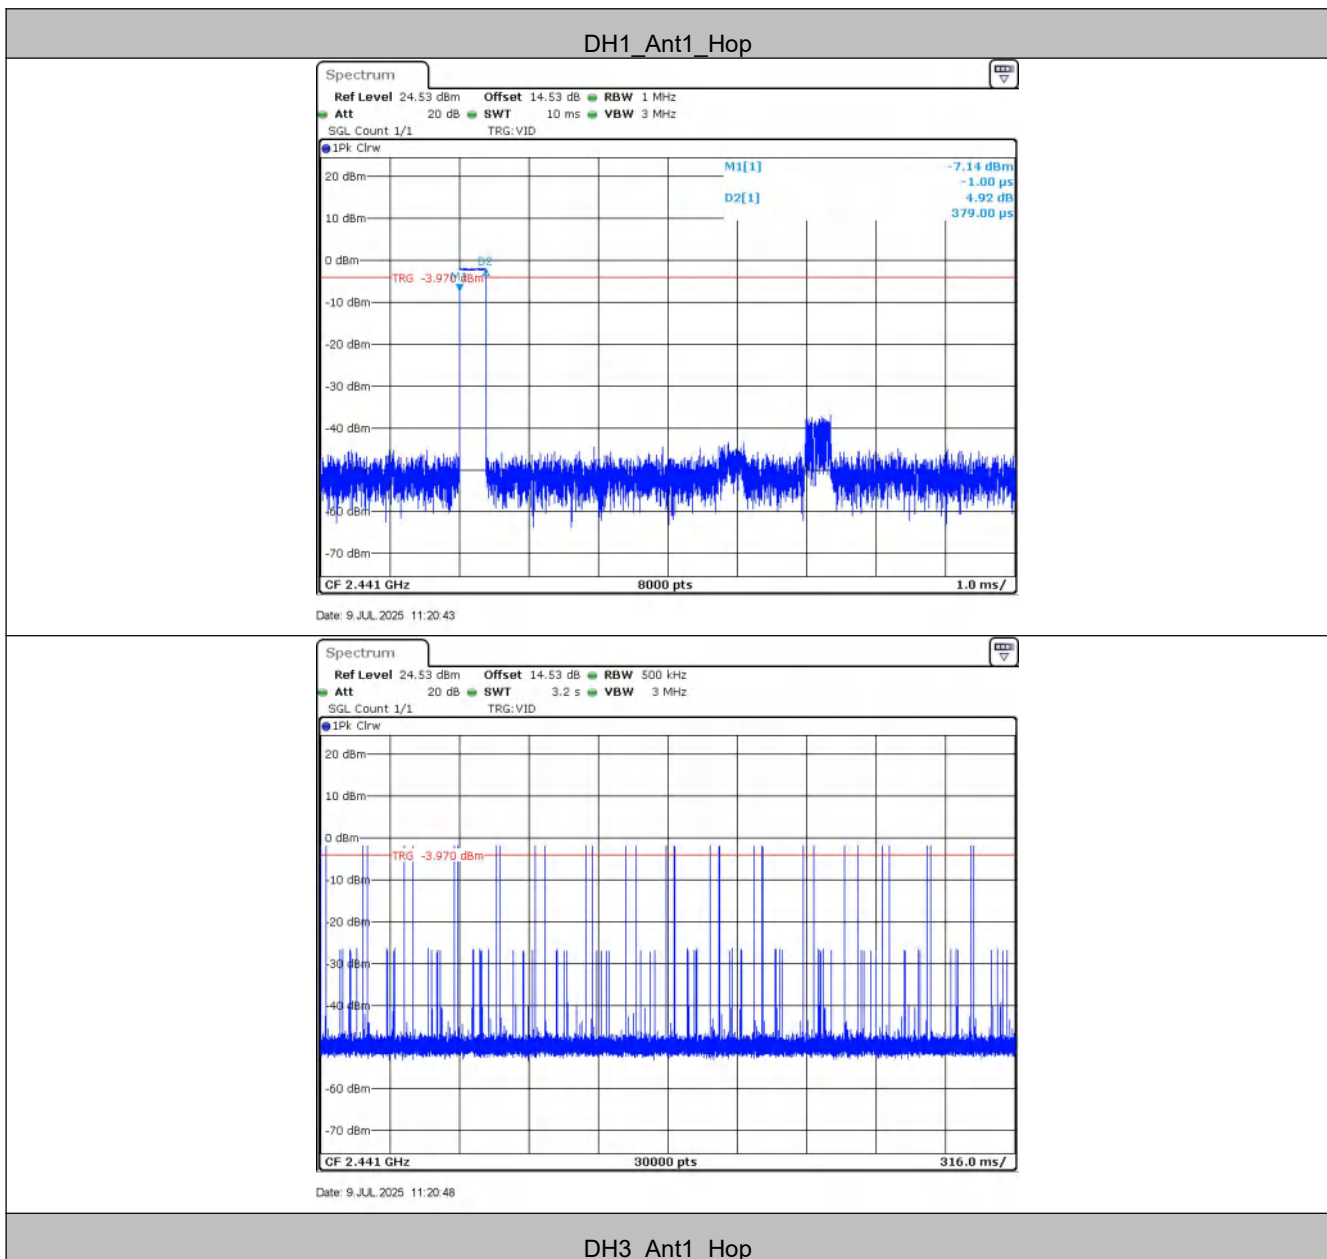 DH1_Ant1_Hop
Spectrum
Ref Level 24.53 dBm Offset 14.53 dB RBW 1 MHz
Att 20 dB SWT 10 ms VBW 3 MHz
SGL Count 1/1 TRG:VID
1Pk Clrw
M1[1] -7.14 dBm
-1.00 µs
D2[1] 4.92 dB
379.00 µs
20 dBm
10 dBm
0 dBm
D2
TRG -3.970 dBm
M1
-10 dBm
-20 dBm
-30 dBm
-40 dBm
-60 dBm
-70 dBm
CF 2.441 GHz 8000 pts 1.0 ms/
Date: 9.JUL.2025 11:20:43
Spectrum
Ref Level 24.53 dBm Offset 14.53 dB RBW 500 kHz
Att 20 dB SWT 3.2 s VBW 3 MHz
SGL Count 1/1 TRG:VID
1Pk Clrw
20 dBm
10 dBm
0 dBm
TRG -3.970 dBm
-10 dBm
-20 dBm
-30 dBm
-40 dBm
-60 dBm
-70 dBm
CF 2.441 GHz 30000 pts 316.0 ms/
Date: 9.JUL.2025 11:20:48
DH3_Ant1_Hop